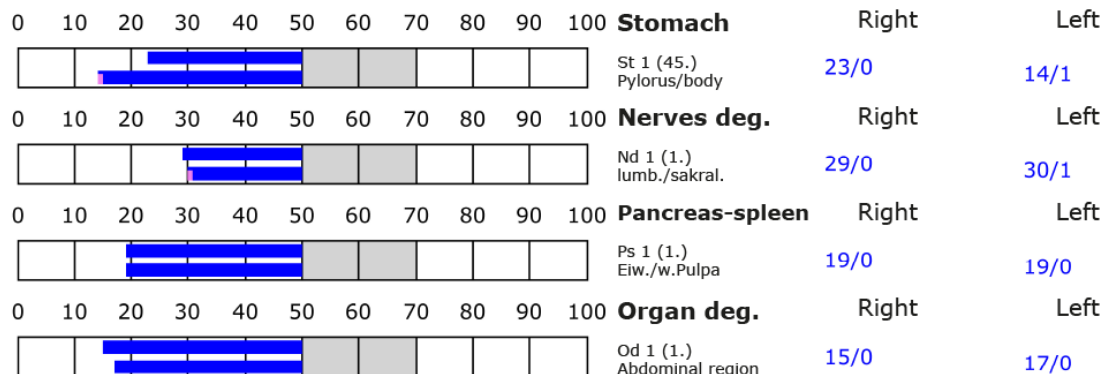 0 10 20 30 40 50 60 70 80 90 100 Stomach Right Left
St 1 (45.) 23/0 14/1
Pylorus/body
0 10 20 30 40 50 60 70 80 90 100 Nerves deg. Right Left
Nd 1 (1.) 29/0 30/1
lumb./sakral.
0 10 20 30 40 50 60 70 80 90 100 Pancreas-spleen Right Left
Ps 1 (1.) 19/0 19/0
Eiw./w.Pulpa
0 10 20 30 40 50 60 70 80 90 100 Organ deg. Right Left
Od 1 (1.) 15/0 17/0
Abdominal region